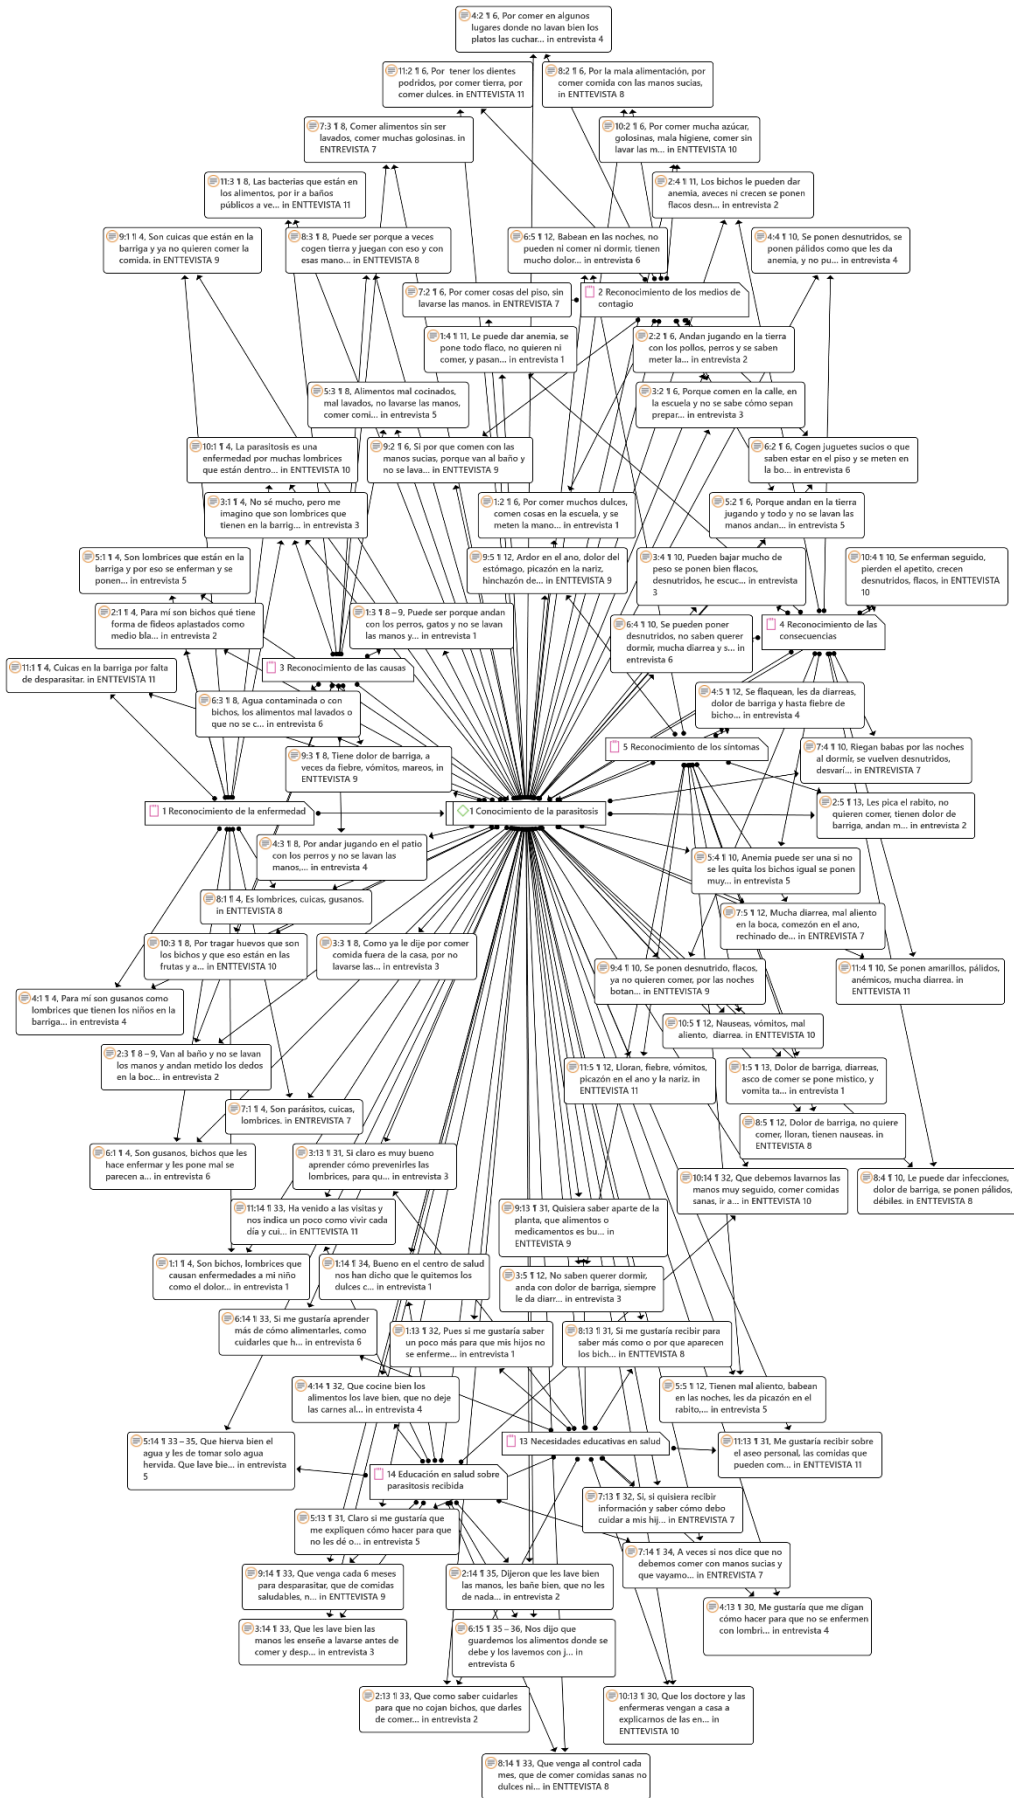 4:2 ¶ 6, Por comer en algunos
lugares donde no lavan bien los
platos las cuchar... in entrevista 4
11:2 ¶ 6, Por tener los dientes
podridos, por comer tierra, por
comer dulces. in ENTTEVISTA 11
8:2 ¶ 6, Por la mala alimentación, por
comer comida con las manos sucias,
in ENTTEVISTA 8
7:3 ¶ 8, Comer alimentos sin ser
lavados, comer muchas golosinas. in
ENTREVISTA 7
10:2 ¶ 6, Por comer mucha azúcar,
golosinas, mala higiene, comer sin
lavar las m... in ENTTEVISTA 10
11:3 ¶ 8, Las bacterias que están en
los alimentos, por ir a baños
públicos a ve... in ENTTEVISTA 11
2:4 ¶ 11, Los bichos le pueden dar
anemia, aveces ni crecen se ponen
flacos desn... in entrevista 2
9:1 ¶ 4, Son cuicas que están en la
barriga y ya no quieren comer la
comida. in ENTTEVISTA 9
8:3 ¶ 8, Puede ser porque a veces
cogen tierra y juegan con eso y con
esas mano... in ENTTEVISTA 8
6:5 ¶ 12, Babean en las noches, no
pueden ni comer ni dormir, tienen
mucho dolor... in entrevista 6
4:4 ¶ 10, Se ponen desnutridos, se
ponen pálidos como que les da
anemia, y no pu... in entrevista 4
7:2 ¶ 6, Por comer cosas del piso, sin
lavarse las manos. in ENTREVISTA 7
2 Reconocimiento de los medios de
contagio
1:4 ¶ 11, Le puede dar anemia, se
pone todo flaco, no quieren ni
comer, y pasan... in entrevista 1
2:2 ¶ 6, Andan jugando en la tierra
con los pollos, perros y se saben
meter la... in entrevista 2
5:3 ¶ 8, Alimentos mal cocinados,
mal lavados, no lavarse las manos,
comer comi... in entrevista 5
3:2 ¶ 6, Porque comen en la calle, en
la escuela y no se sabe cómo sepan
prepar... in entrevista 3
10:1 ¶ 4, La parasitosis es una
enfermedad por muchas lombrices
que están dentro... in ENTTEVISTA 10
9:2 ¶ 6, Si por que comen con las
manos sucias, porque van al baño y
no se lava... in ENTTEVISTA 9
6:2 ¶ 6, Cogen juguetes sucios o que
saben estar en el piso y se meten en
la bo... in entrevista 6
3:1 ¶ 4, No sé mucho, pero me
imagino que son lombrices que
tienen en la barrig... in entrevista 3
1:2 ¶ 6, Por comer muchos dulces,
comen cosas en la escuela, y se
meten la mano... in entrevista 1
5:2 ¶ 6, Porque andan en la tierra
jugando y todo y no se lavan las
manos andan... in entrevista 5
5:1 ¶ 4, Son lombrices que están en la
barriga y por eso se enferman y se
ponen... in entrevista 5
9:5 ¶ 12, Ardor en el ano, dolor del
estómago, picazón en la nariz,
hinchazón de... in ENTTEVISTA 9
3:4 ¶ 10, Pueden bajar mucho de
peso se ponen bien flacos,
desnutridos, he escuc... in entrevista
3
10:4 ¶ 10, Se enferman seguido,
pierden el apetito, crecen
desnutridos, flacos, in ENTTEVISTA
10
2:1 ¶ 4, Para mí son bichos qué tiene
forma de fideos aplastados como
medio bla... in entrevista 2
1:3 ¶ 8 – 9, Puede ser porque andan
con los perros, gatos y no se lavan
las manos y... in entrevista 1
6:4 ¶ 10, Se pueden poner
desnutridos, no saben querer
dormir, mucha diarrea y s... in
entrevista 6
4 Reconocimiento de las
consecuencias
11:1 ¶ 4, Cuicas en la barriga por falta
de desparasitar. in ENTTEVISTA 11
3 Reconocimiento de las causas
6:3 ¶ 8, Agua contaminada o con
bichos, los alimentos mal lavados o
que no se c... in entrevista 6
4:5 ¶ 12, Se flaquean, les da diarreas,
dolor de barriga y hasta fiebre de
bicho... in entrevista 4
9:3 ¶ 8, Tiene dolor de barriga, a
veces da fiebre, vómitos, mareos, in
ENTTEVISTA 9
5 Reconocimiento de los síntomas
7:4 ¶ 10, Riegan babas por las noches
al dormir, se vuelven desnutridos,
desvarí... in ENTREVISTA 7
1 Reconocimiento de la enfermedad
1 Conocimiento de la parasitosis
2:5 ¶ 13, Les pica el rabito, no
quieren comer, tienen dolor de
barriga, andan m... in entrevista 2
4:3 ¶ 8, Por andar jugando en el patio
con los perros y no se lavan las
manos,... in entrevista 4
5:4 ¶ 10, Anemia puede ser una si no
se les quita los bichos igual se ponen
muy... in entrevista 5
8:1 ¶ 4, Es lombrices, cuicas, gusanos.
in ENTTEVISTA 8
7:5 ¶ 12, Mucha diarrea, mal aliento
en la boca, comezón en el ano,
rechinado de... in ENTREVISTA 7
10:3 ¶ 8, Por tragar huevos que son
los bichos y que eso están en las
frutas y a... in ENTTEVISTA 10
3:3 ¶ 8, Como ya le dije por comer
comida fuera de la casa, por no
lavarse las... in entrevista 3
9:4 ¶ 10, Se ponen desnutrido, flacos,
ya no quieren comer, por las noches
botan... in ENTTEVISTA 9
11:4 ¶ 10, Se ponen amarillos, pálidos,
anémicos, mucha diarrea. in
ENTTEVISTA 11
4:1 ¶ 4, Para mí son gusanos como
lombrices que tienen los niños en la
barriga... in entrevista 4
10:5 ¶ 12, Nauseas, vómitos, mal
aliento, diarrea. in ENTTEVISTA 10
2:3 ¶ 8 – 9, Van al baño y no se lavan
los manos y andan metido los dedos
en la boc... in entrevista 2
11:5 ¶ 12, Lloran, fiebre, vómitos,
picazón en el ano y la nariz. in
ENTTEVISTA 11
1:5 ¶ 13, Dolor de barriga, diarreas,
asco de comer se pone mistico, y
vomita ta... in entrevista 1
7:1 ¶ 4, Son parásitos, cuicas,
lombrices. in ENTREVISTA 7
8:5 ¶ 12, Dolor de barriga, no quiere
comer, lloran, tienen nauseas. in
ENTTEVISTA 8
6:1 ¶ 4, Son gusanos, bichos que les
hace enfermar y les pone mal se
parecen a... in entrevista 6
3:13 ¶ 31, Si claro es muy bueno
aprender cómo prevenirles las
lombrices, para qu... in entrevista 3
10:14 ¶ 32, Que debemos lavarnos las
manos muy seguido, comer comidas
sanas, ir a... in ENTTEVISTA 10
8:4 ¶ 10, Le puede dar infecciones,
dolor de barriga, se ponen pálidos,
débiles. in ENTTEVISTA 8
11:14 ¶ 33, Ha venido a las visitas y
nos indica un poco como vivir cada
día y cui... in ENTTEVISTA 11
9:13 ¶ 31, Quisiera saber aparte de la
planta, que alimentos o
medicamentos es bu... in
ENTTEVISTA 9
1:1 ¶ 4, Son bichos, lombrices que
causan enfermedades a mi niño
como el dolor... in entrevista 1
1:14 ¶ 34, Bueno en el centro de salud
nos han dicho que le quitemos los
dulces c... in entrevista 1
3:5 ¶ 12, No saben querer dormir,
anda con dolor de barriga, siempre
le da diarr... in entrevista 3
6:14 ¶ 33, Si me gustaría aprender
más de cómo alimentarles, como
cuidarles que h... in entrevista 6
1:13 ¶ 32, Pues si me gustaría saber
un poco más para que mis hijos no
se enferme... in entrevista 1
8:13 ¶ 31, Si me gustaría recibir para
saber más como o por que aparecen
los bich... in ENTTEVISTA 8
4:14 ¶ 32, Que cocine bien los
alimentos los lave bien, que no deje
las carnes al... in entrevista 4
5:5 ¶ 12, Tienen mal aliento, babean
en las noches, les da picazón en el
rabito,... in entrevista 5
5:14 ¶ 33 – 35, Que hierva bien el
agua y les de tomar solo agua
hervida. Que lave bie... in entrevista
5
13 Necesidades educativas en salud
11:13 ¶ 31, Me gustaría recibir sobre
el aseo personal, las comidas que
pueden com... in ENTTEVISTA 11
14 Educación en salud sobre
parasitosis recibida
7:13 ¶ 32, Si, si quisiera recibir
información y saber cómo debo
cuidar a mis hij... in ENTREVISTA 7
5:13 ¶ 31, Claro si me gustaría que
me expliquen cómo hacer para que
no les dé o... in entrevista 5
7:14 ¶ 34, A veces si nos dice que no
debemos comer con manos sucias y
que vayamo... in ENTREVISTA 7
9:14 ¶ 33, Que venga cada 6 meses
para desparasitar, que de comidas
saludables, n... in ENTTEVISTA 9
2:14 ¶ 35, Dijeron que les lave bien
las manos, les bañe bien, que no les
de nada... in entrevista 2
4:13 ¶ 30, Me gustaría que me digan
cómo hacer para que no se enfermen
con lombri... in entrevista 4
3:14 ¶ 33, Que les lave bien las
manos les enseñe a lavarse antes de
comer y desp... in entrevista 3
6:15 ¶ 35 – 36, Nos dijo que
guardemos los alimentos donde se
debe y los lavemos con j... in
entrevista 6
2:13 ¶ 33, Que como saber cuidarles
para que no cojan bichos, que darles
de comer... in entrevista 2
10:13 ¶ 30, Que los doctore y las
enfermeras vengan a casa a
explicarnos de las en... in
ENTTEVISTA 10
8:14 ¶ 33, Que venga al control cada
mes, que de comer comidas sanas no
dulces ni... in ENTTEVISTA 8